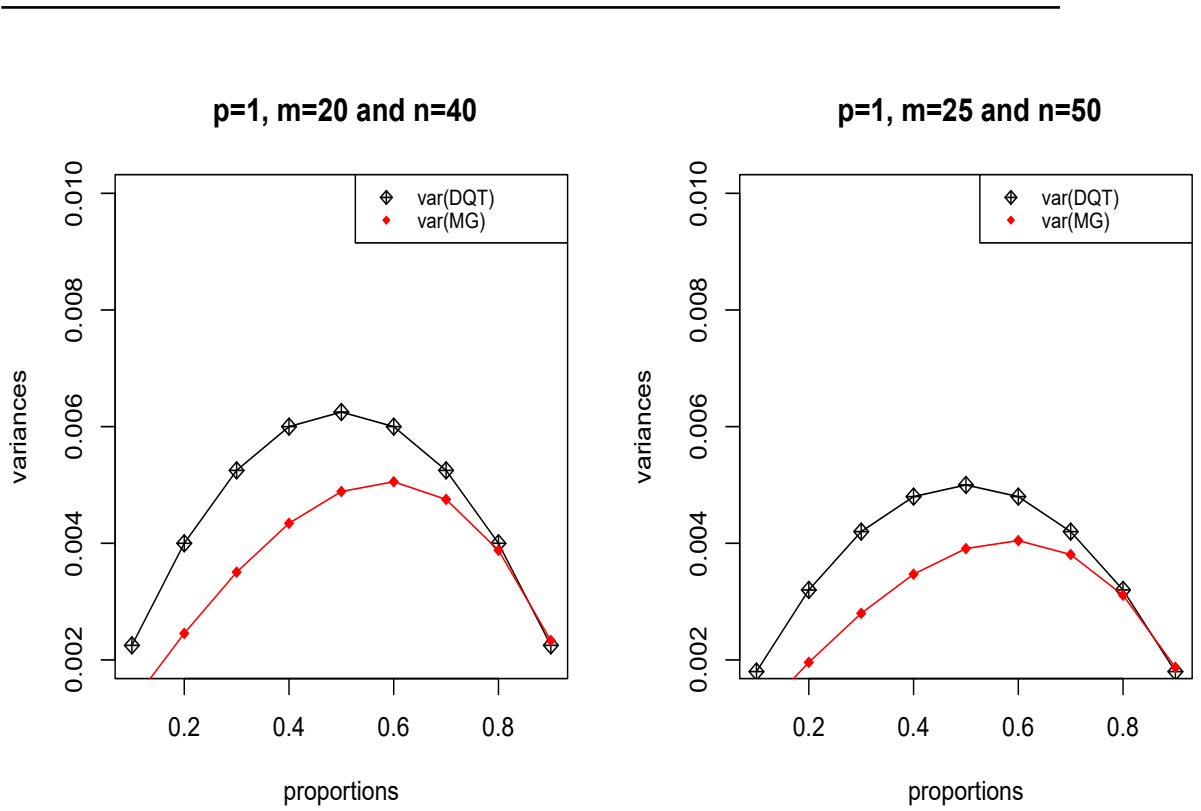 p=1, m=20 and n=40
var(DQT)
var(MG)
0.010
0.008
0.006
0.004
0.002
variances
0.2 0.4 0.6 0.8
proportions
p=1, m=25 and n=50
var(DQT)
var(MG)
0.010
0.008
0.006
0.004
0.002
variances
0.2 0.4 0.6 0.8
proportions